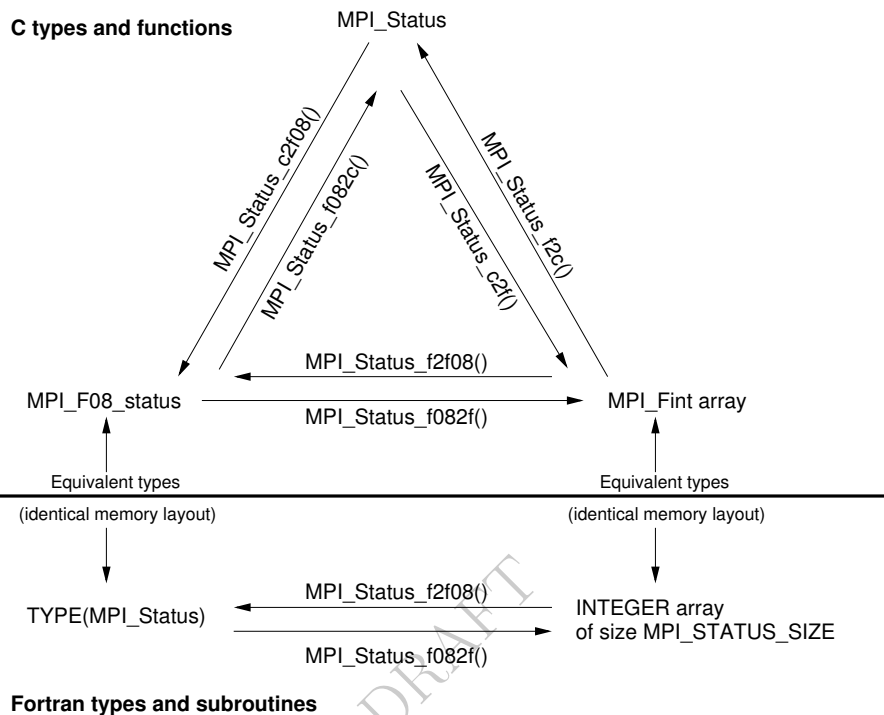 C types and functions
MPI_Status
MPI_Status_c2f08()
MPI_Status_f082c()
MPI_Status_c2f()
MPI_Status_f2c()
MPI_Status_f2f08()
MPI_F08_status
MPI_Fint array
MPI_Status_f082f()
Equivalent types
Equivalent types
(identical memory layout)
(identical memory layout)
MPI_Status_f2f08()
TYPE(MPI_Status)
INTEGER array
of size MPI_STATUS_SIZE
MPI_Status_f082f()
DRAFT
Fortran types and subroutines